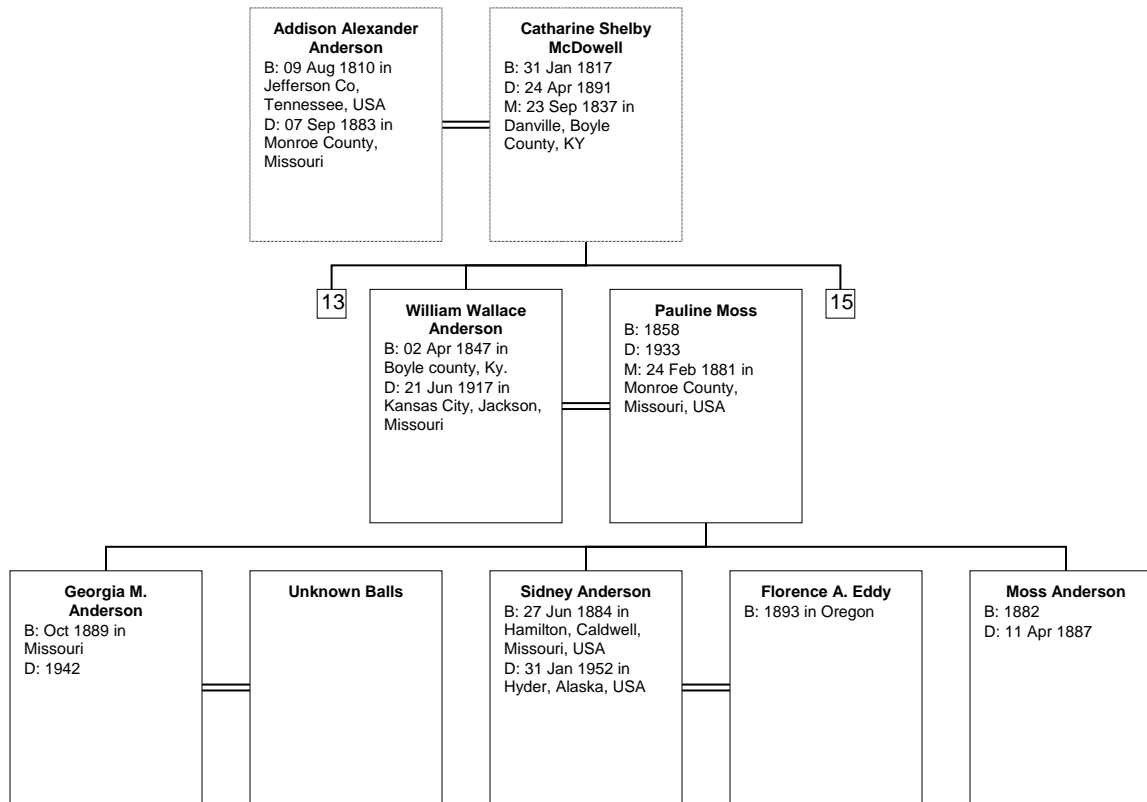 Addison Alexander
Anderson
B: 09 Aug 1810 in
Jefferson Co,
Tennessee, USA
D: 07 Sep 1883 in
Monroe County,
Missouri
Catharine Shelby
McDowell
B: 31 Jan 1817
D: 24 Apr 1891
M: 23 Sep 1837 in
Danville, Boyle
County, KY
13
William Wallace
Anderson
B: 02 Apr 1847 in
Boyle county, Ky.
D: 21 Jun 1917 in
Kansas City, Jackson,
Missouri
Pauline Moss
B: 1858
D: 1933
M: 24 Feb 1881 in
Monroe County,
Missouri, USA
15
Georgia M.
Anderson
B: Oct 1889 in
Missouri
D: 1942
Unknown Balls
Sidney Anderson
B: 27 Jun 1884 in
Hamilton, Caldwell,
Missouri, USA
D: 31 Jan 1952 in
Hyder, Alaska, USA
Florence A. Eddy
B: 1893 in Oregon
Moss Anderson
B: 1882
D: 11 Apr 1887